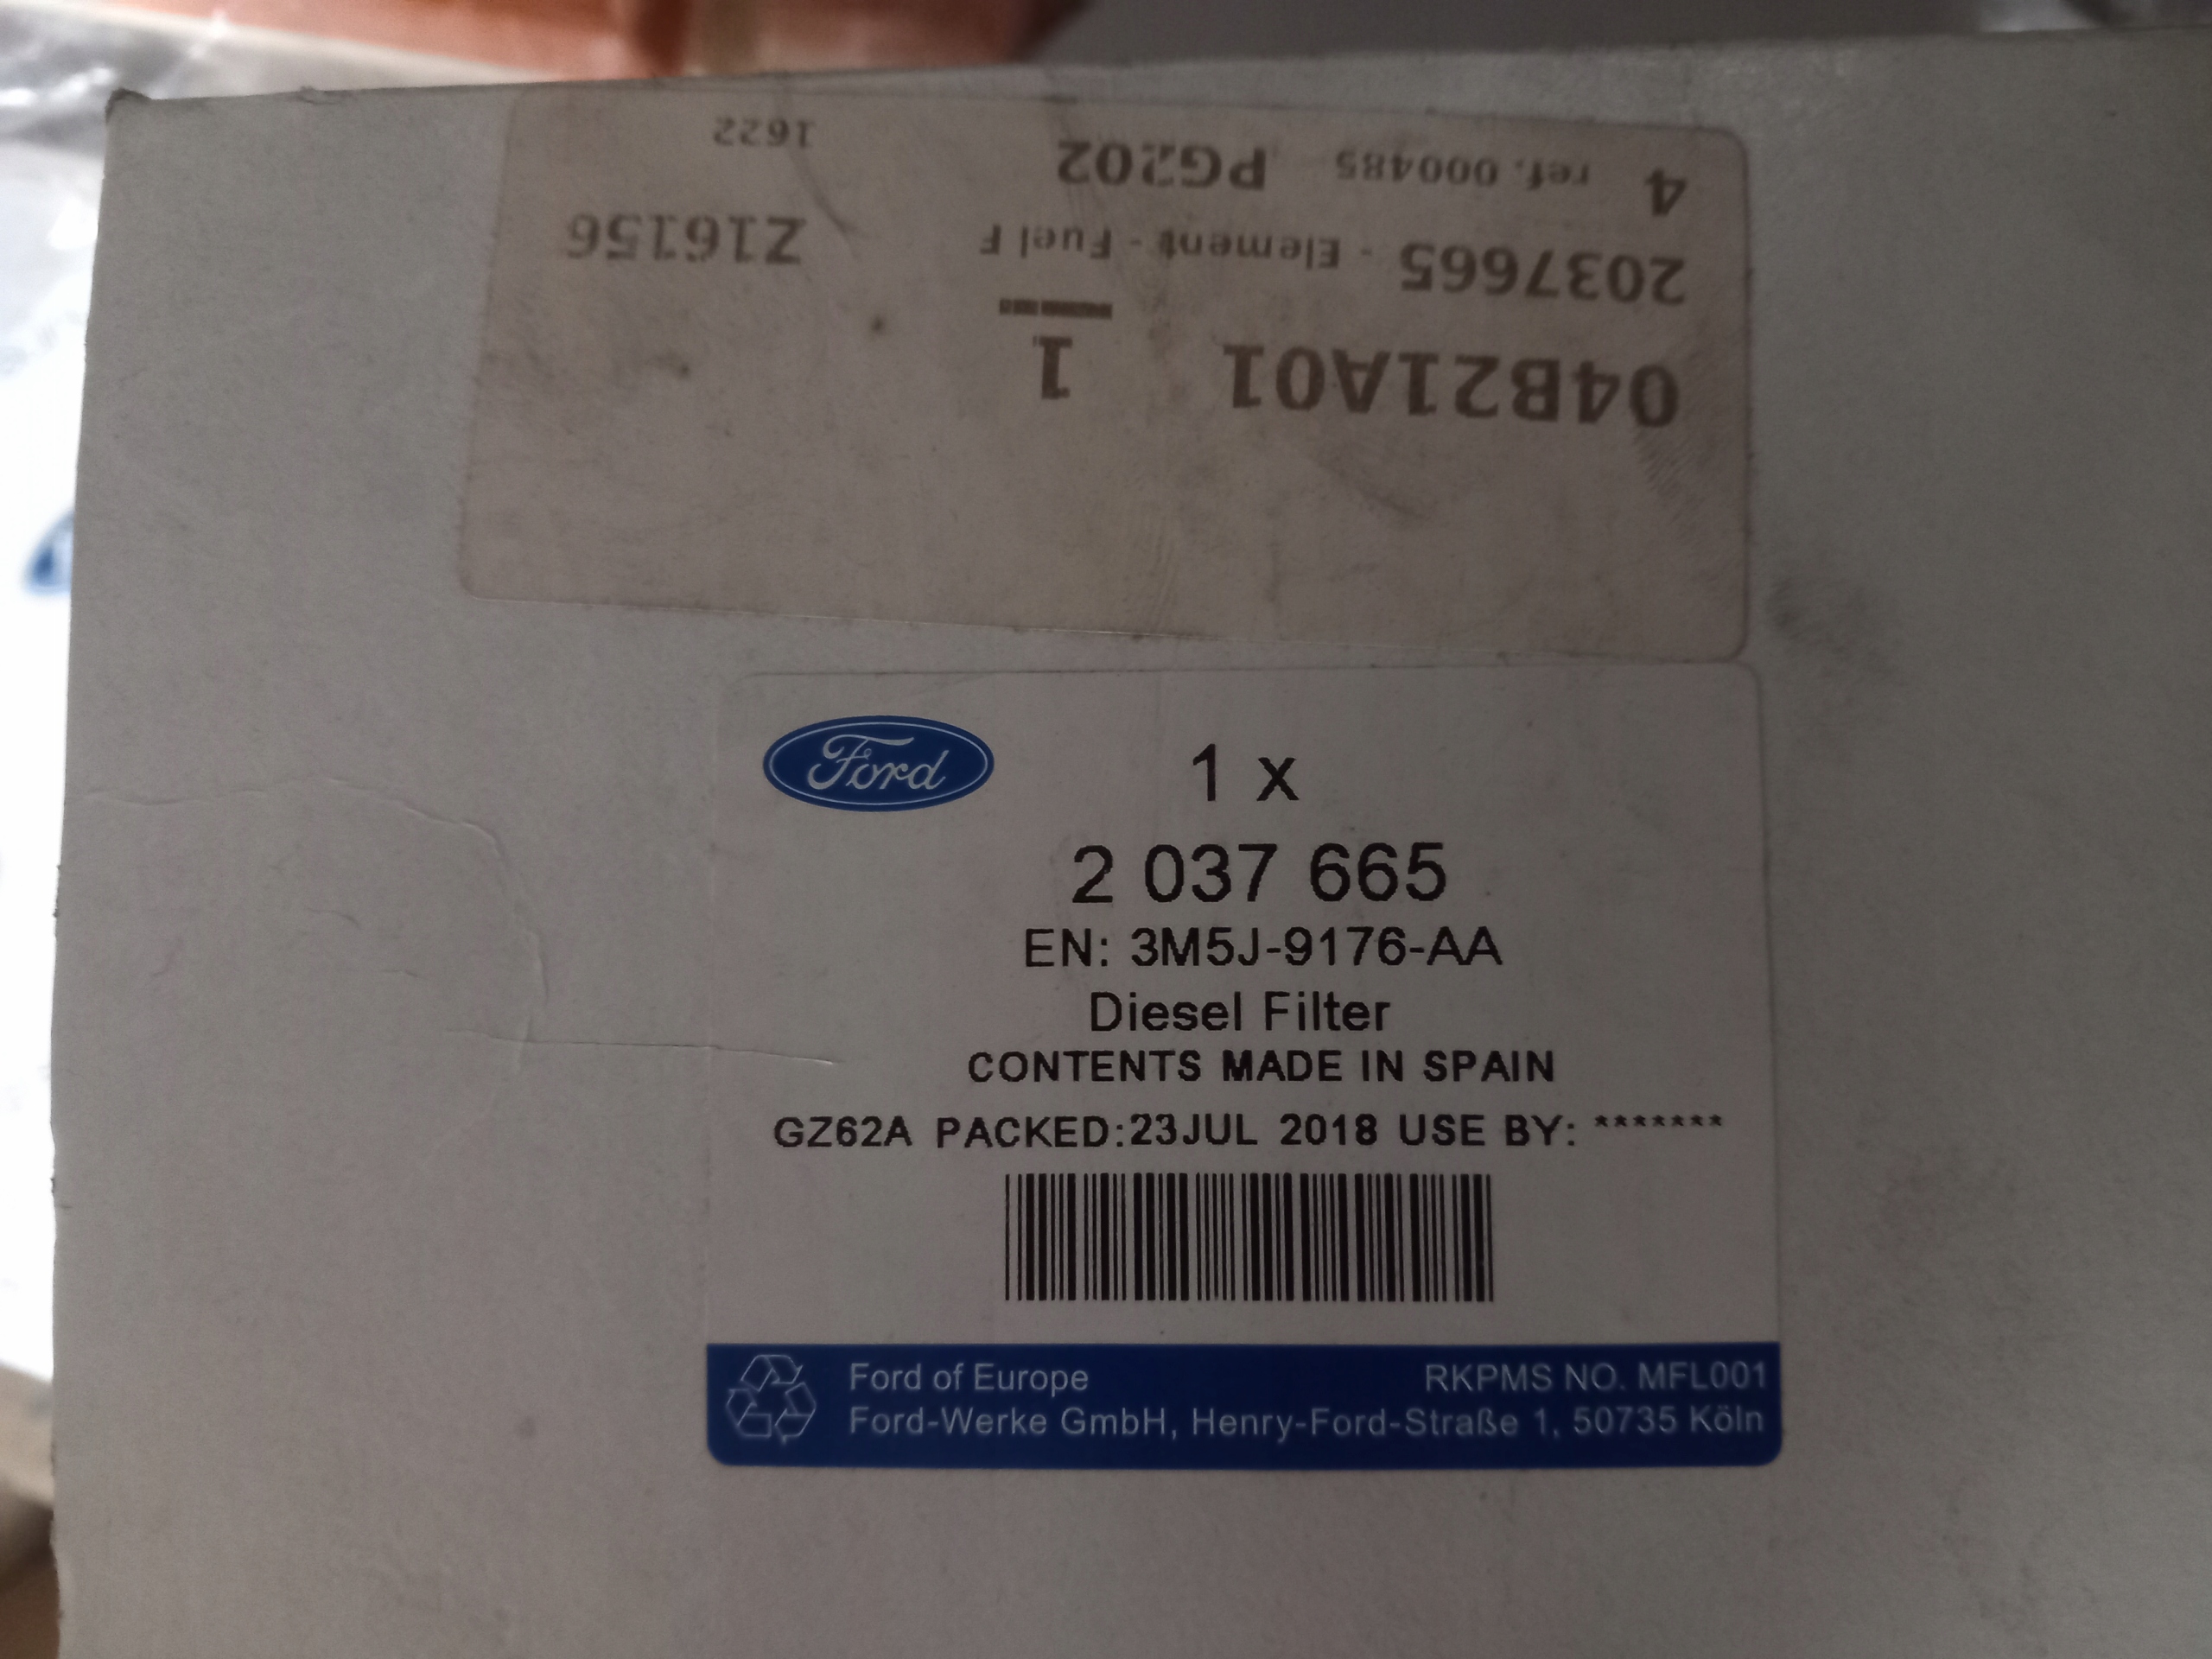 04B21A01 1
2037665 - Element - Fuel F Z16156
4 ref. 000485 PG202 1622
Ford
1 x
2 037 665
EN: 3M5J-9176-AA
Diesel Filter
CONTENTS MADE IN SPAIN
GZ62A PACKED:23JUL 2018 USE BY: *******
Ford of Europe RKPMS NO. MFL001
Ford-Werke GmbH, Henry-Ford-Straße 1, 50735 Köln